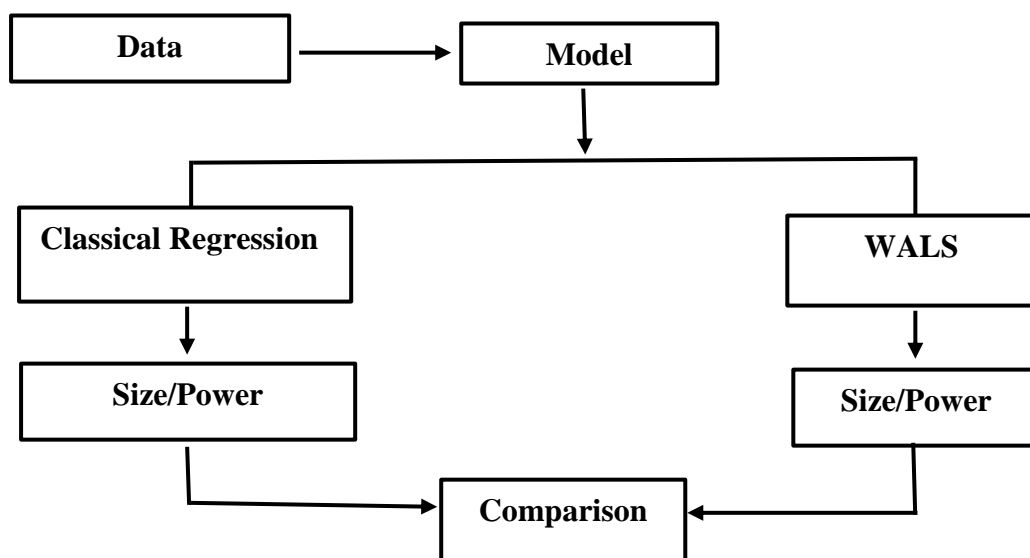 Data
Model
Classical Regression
WALS
Size/Power
Size/Power
Comparison